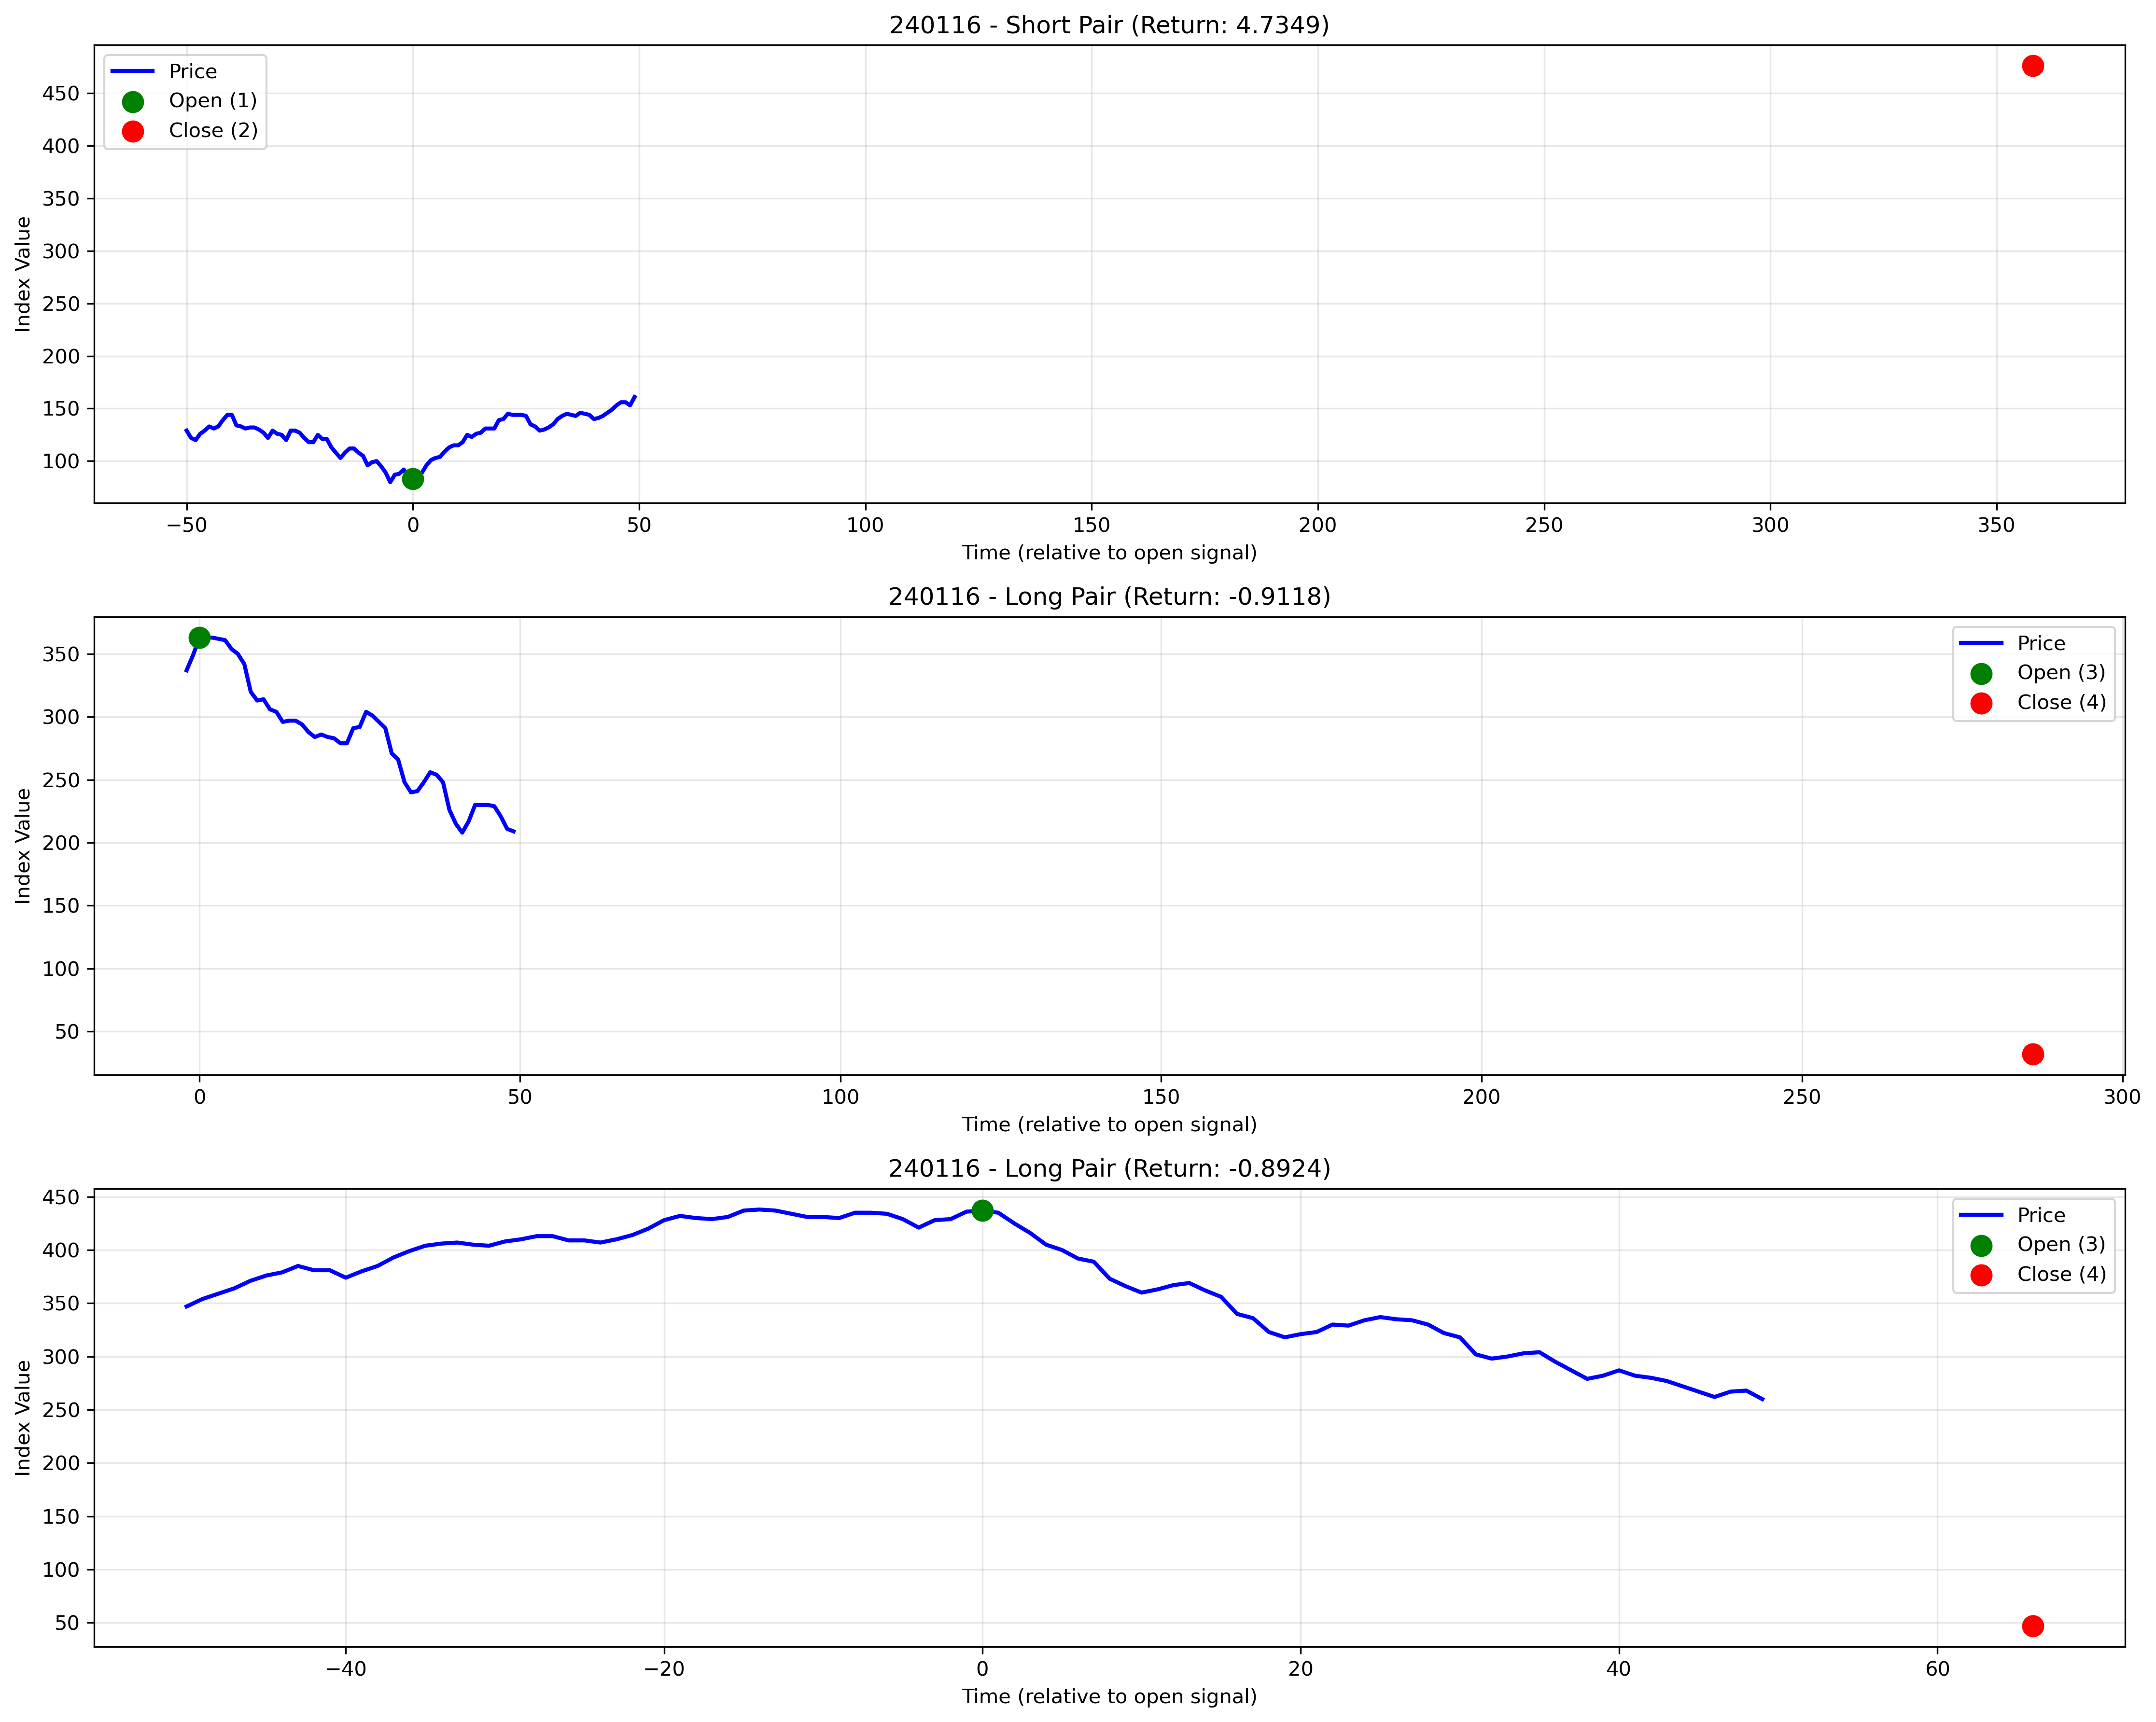 240116 - Short Pair (Return: 4.7349)
Price
Open (1)
Close (2)
Index Value
450
400
350
300
250
200
150
100
−50 0 50 100 150 200 250 300 350
Time (relative to open signal)
240116 - Long Pair (Return: -0.9118)
Price
Open (3)
Close (4)
Index Value
350
300
250
200
150
100
50
0 50 100 150 200 250 300
Time (relative to open signal)
240116 - Long Pair (Return: -0.8924)
Price
Open (3)
Close (4)
Index Value
450
400
350
300
250
200
150
100
50
−40 −20 0 20 40 60
Time (relative to open signal)